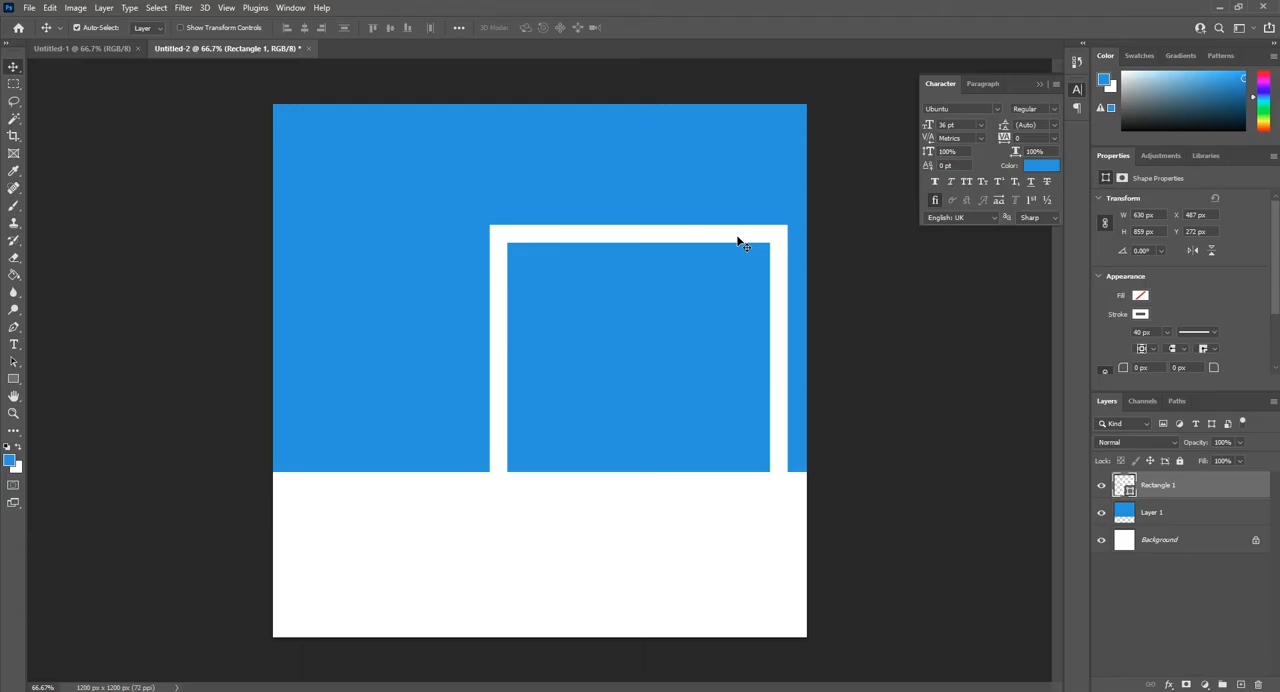 Ps File Edit Image Layer Type Select Filter 3D View Plugins Window Help
Auto-Select: Layer Show Transform Controls 3D Mode:
Untitled-1 @ 66.7% (RGB/8) × Untitled-2 @ 66.7% (Rectangle 1, RGB/8) * ×
Color Swatches Gradients Patterns
Character Paragraph
Ubuntu Regular
36 pt (Auto)
Metrics 0
100% 100%
0 pt Color:
English: UK Sharp
Properties Adjustments Libraries
Shape Properties
Transform
W 630 px X 487 px
H 859 px Y 272 px
0.00°
Appearance
Fill
Stroke
40 px
0 px 0 px
Layers Channels Paths
Kind
Normal Opacity: 100%
Lock: Fill: 100%
Rectangle 1
Layer 1
Background
66.67% 1200 px x 1200 px (72 ppi)